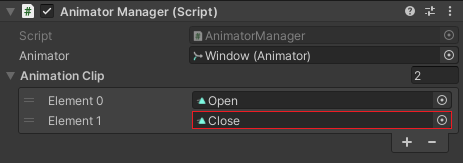 Animator Manager (Script)
Script AnimatorManager
Animator Window (Animator)
Animation Clip 2
Element 0 Open
Element 1 Close